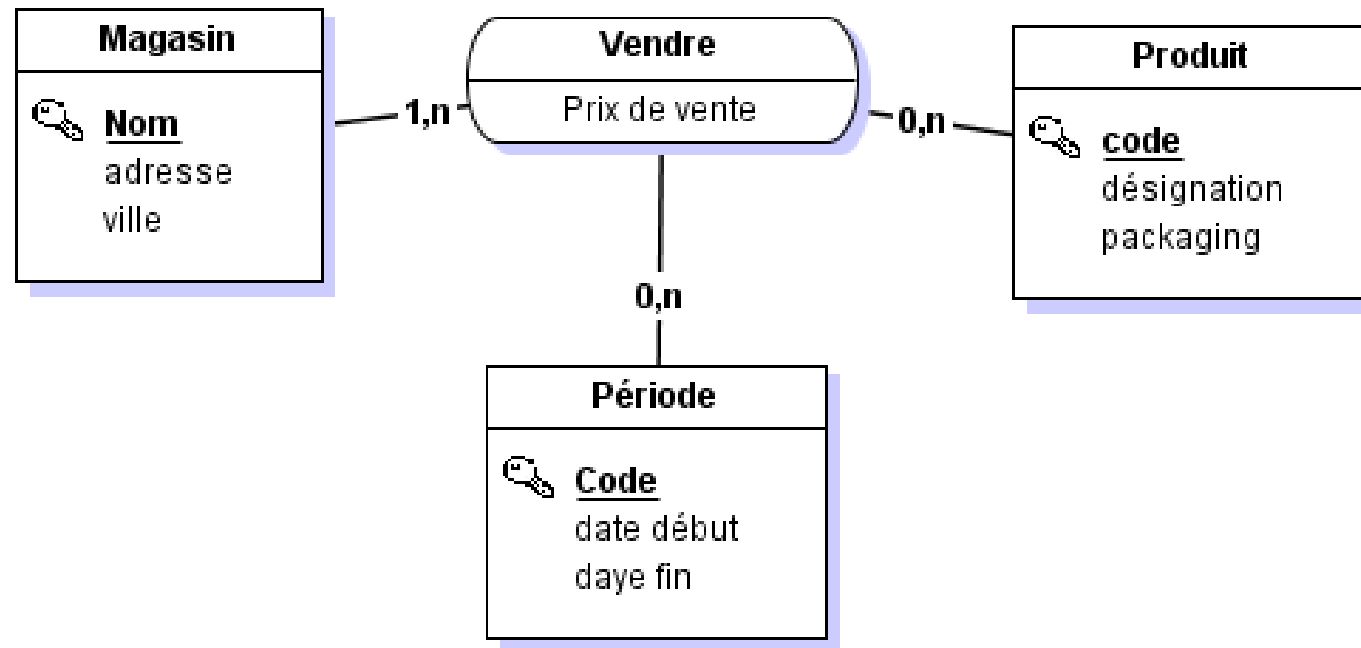 Magasin
Nom
adresse
ville
1,n
Vendre
Prix de vente
0,n
Produit
code
désignation
packaging
0,n
Période
Code
date début
daye fin